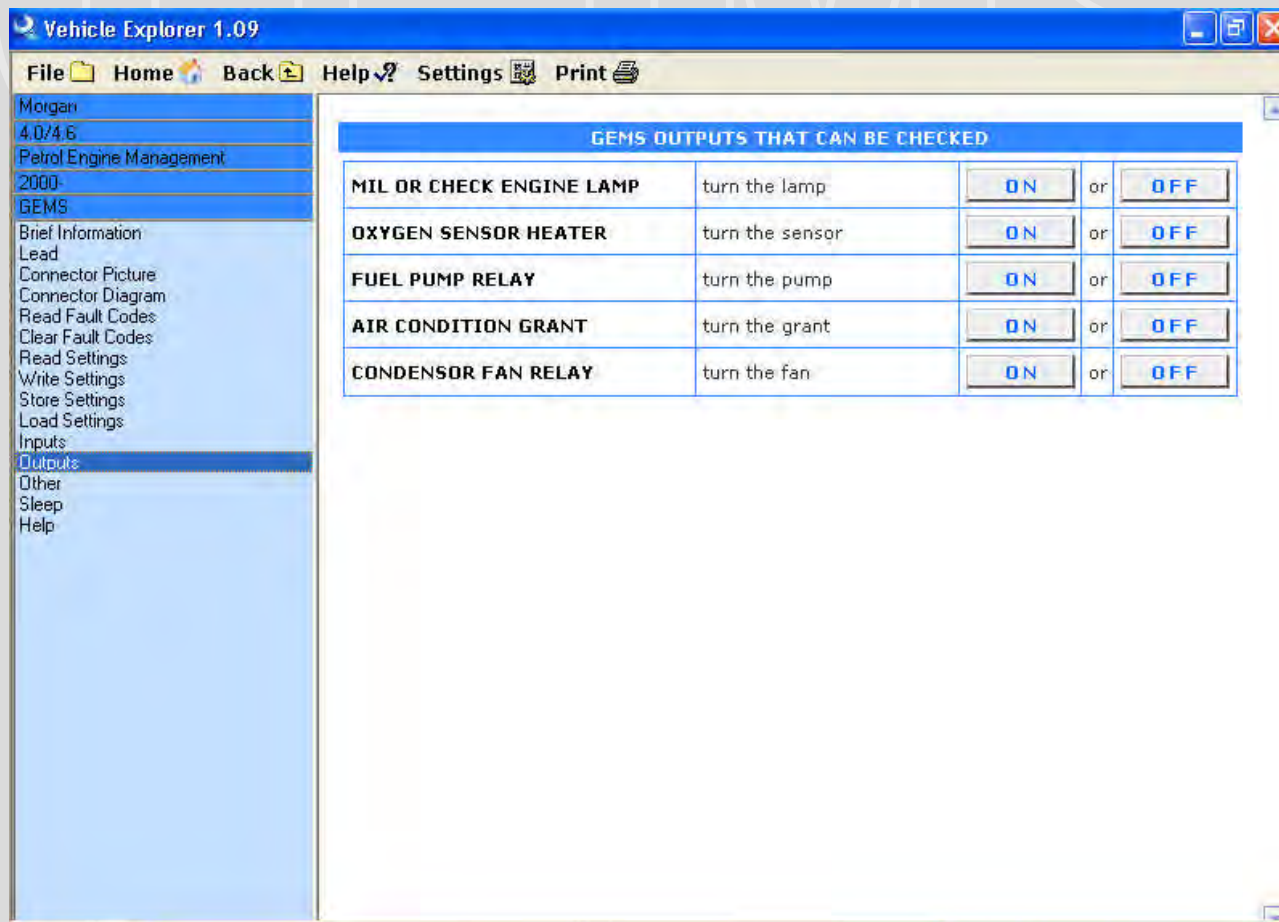 Vehicle Explorer 1.09
File Home Back Help Settings Print
Morgan
4.0/4.6
Petrol Engine Management
2000-
GEMS
Brief Information
Lead
Connector Picture
Connector Diagram
Read Fault Codes
Clear Fault Codes
Read Settings
Write Settings
Store Settings
Load Settings
Inputs
Outputs
Other
Sleep
Help
GEMS OUTPUTS THAT CAN BE CHECKED
MIL OR CHECK ENGINE LAMP turn the lamp ON or OFF
OXYGEN SENSOR HEATER turn the sensor ON or OFF
FUEL PUMP RELAY turn the pump ON or OFF
AIR CONDITION GRANT turn the grant ON or OFF
CONDENSOR FAN RELAY turn the fan ON or OFF